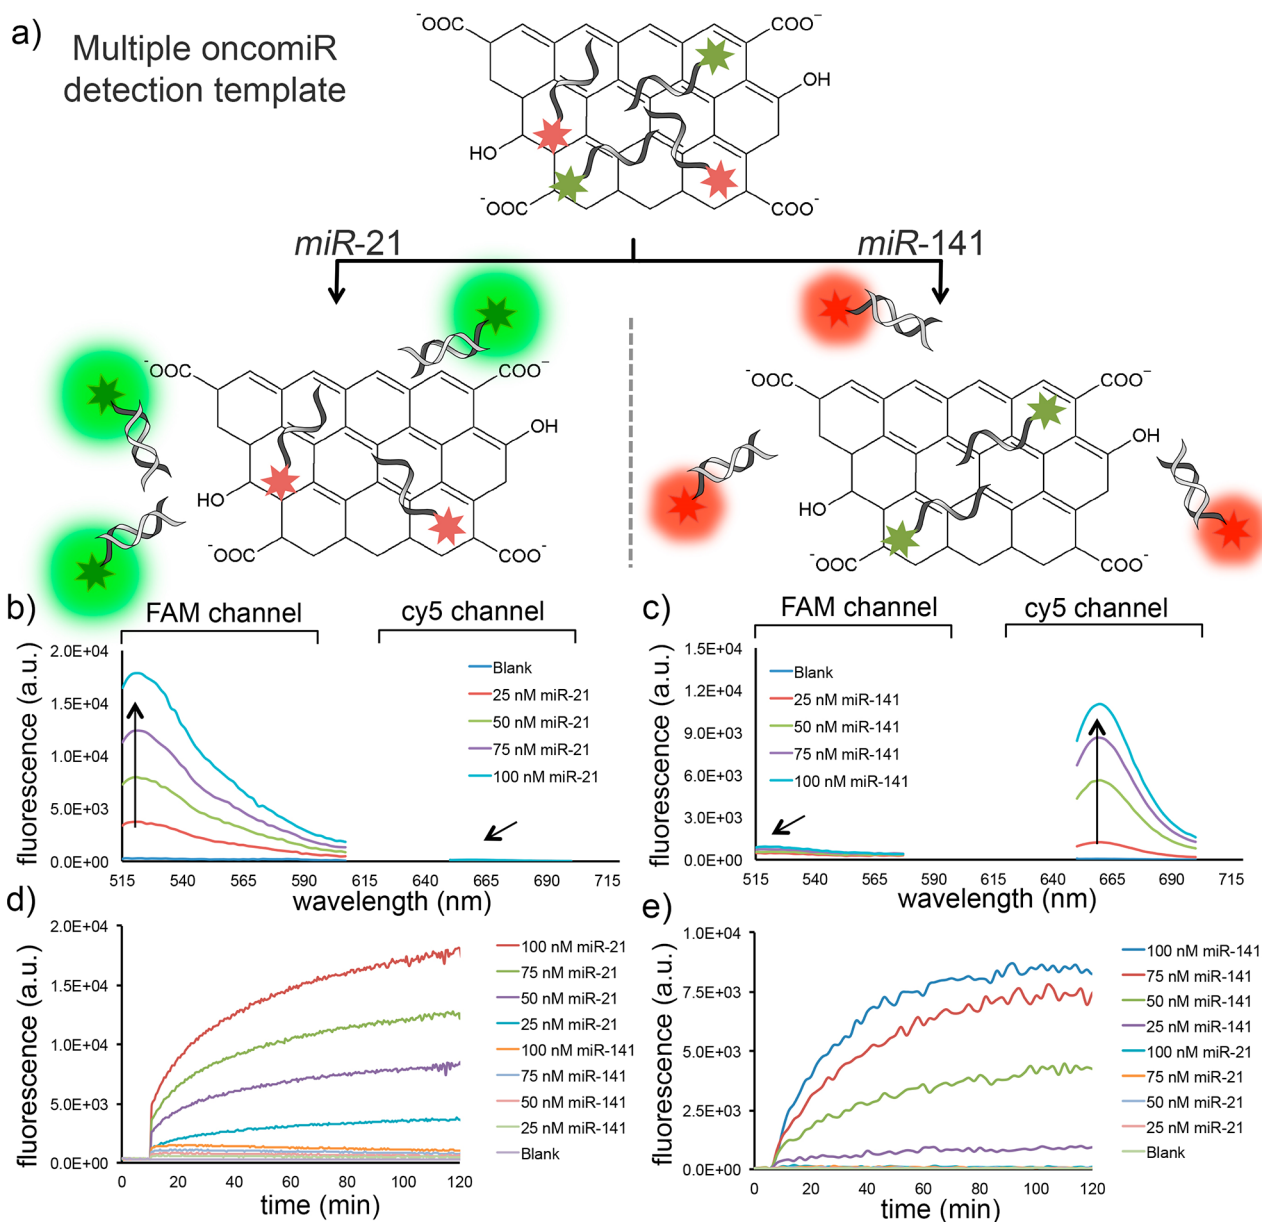 a)
Multiple oncomiR
detection template
-OOC
COO-
OH
HO
-OOC
COO-
miR-21
miR-141
-OOC
COO–
OH
HO
-OOC
COO–
-OOC
COO–
OH
HO
-OOC
COO–
b)
FAM channel
cy5 channel
fluorescence (a.u.)
2.0E+04
1.5E+04
1.0E+04
5.0E+03
0.0E+00
Blank
25 nM miR-21
50 nM miR-21
75 nM miR-21
100 nM miR-21
515 540 565 590 615 640 665 690 715
wavelength (nm)
c)
FAM channel
cy5 channel
fluorescence (a.u.)
1.5E+04
1.2E+04
9.0E+03
6.0E+03
3.0E+03
0.0E+00
Blank
25 nM miR-141
50 nM miR-141
75 nM miR-141
100 nM miR-141
515 540 565 590 615 640 665 690 715
wavelength (nm)
d)
fluorescence (a.u.)
2.0E+04
1.5E+04
1.0E+04
5.0E+03
0.0E+00
0 20 40 60 80 100 120
time (min)
100 nM miR-21
75 nM miR-21
50 nM miR-21
25 nM miR-21
100 nM miR-141
75 nM miR-141
50 nM miR-141
25 nM miR-141
Blank
e)
fluorescence (a.u.)
1.0E+04
7.5E+03
5.0E+03
2.5E+03
0.0E+00
0 20 40 60 80 100 120
time (min)
100 nM miR-141
75 nM miR-141
50 nM miR-141
25 nM miR-141
100 nM miR-21
75 nM miR-21
50 nM miR-21
25 nM miR-21
Blank